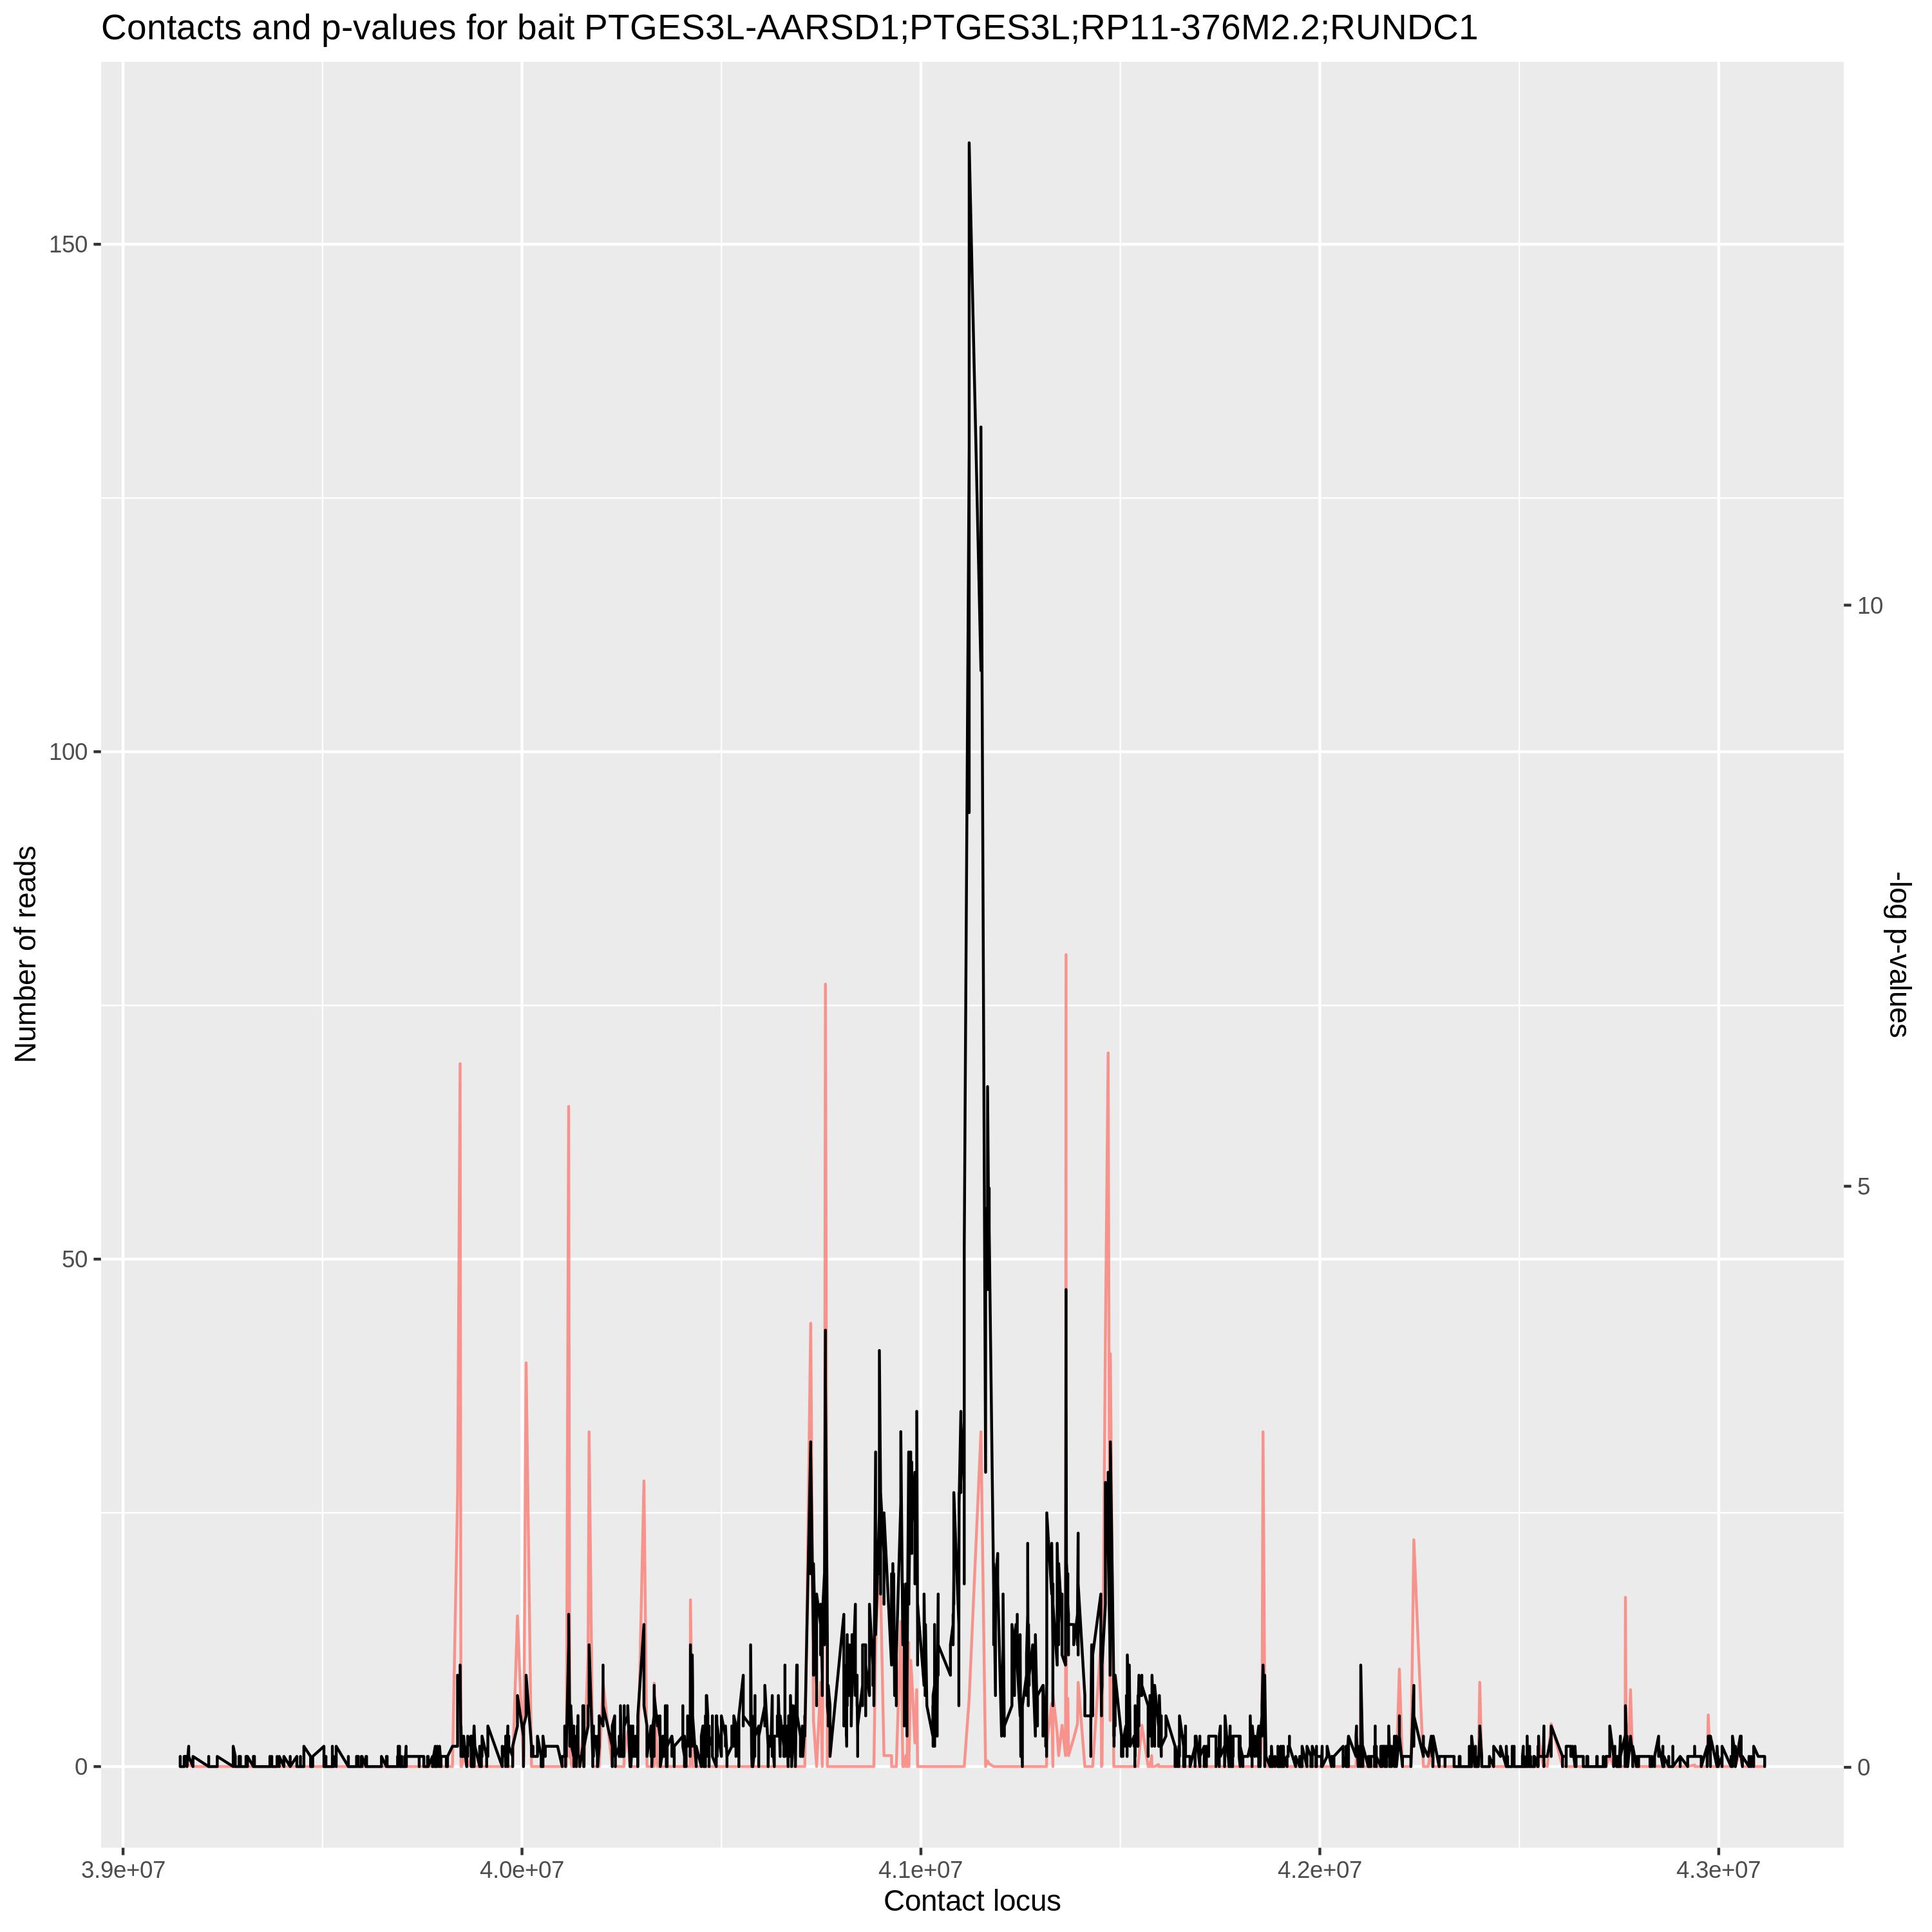 Contacts and p-values for bait PTGES3L-AARSD1;PTGES3L;RP11-376M2.2;RUNDC1
150
100
50
0
Number of reads
10
5
0
-log p-values
3.9e+07
4.0e+07
4.1e+07
4.2e+07
4.3e+07
Contact locus